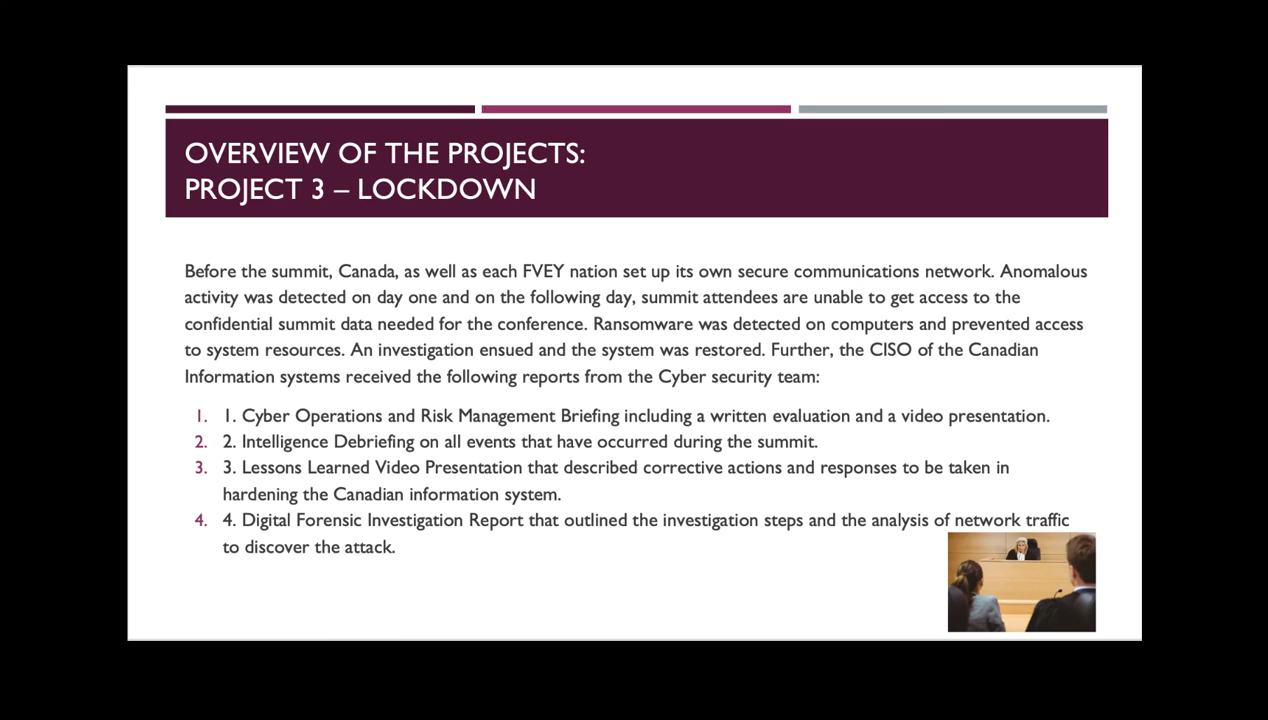 OVERVIEW OF THE PROJECTS:
PROJECT 3 – LOCKDOWN
Before the summit, Canada, as well as each FVEY nation set up its own secure communications network. Anomalous
activity was detected on day one and on the following day, summit attendees are unable to get access to the
confidential summit data needed for the conference. Ransomware was detected on computers and prevented access
to system resources. An investigation ensued and the system was restored. Further, the CISO of the Canadian
Information systems received the following reports from the Cyber security team:
1. 1. Cyber Operations and Risk Management Briefing including a written evaluation and a video presentation.
2. 2. Intelligence Debriefing on all events that have occurred during the summit.
3. 3. Lessons Learned Video Presentation that described corrective actions and responses to be taken in
hardening the Canadian information system.
4. 4. Digital Forensic Investigation Report that outlined the investigation steps and the analysis of network traffic
to discover the attack.